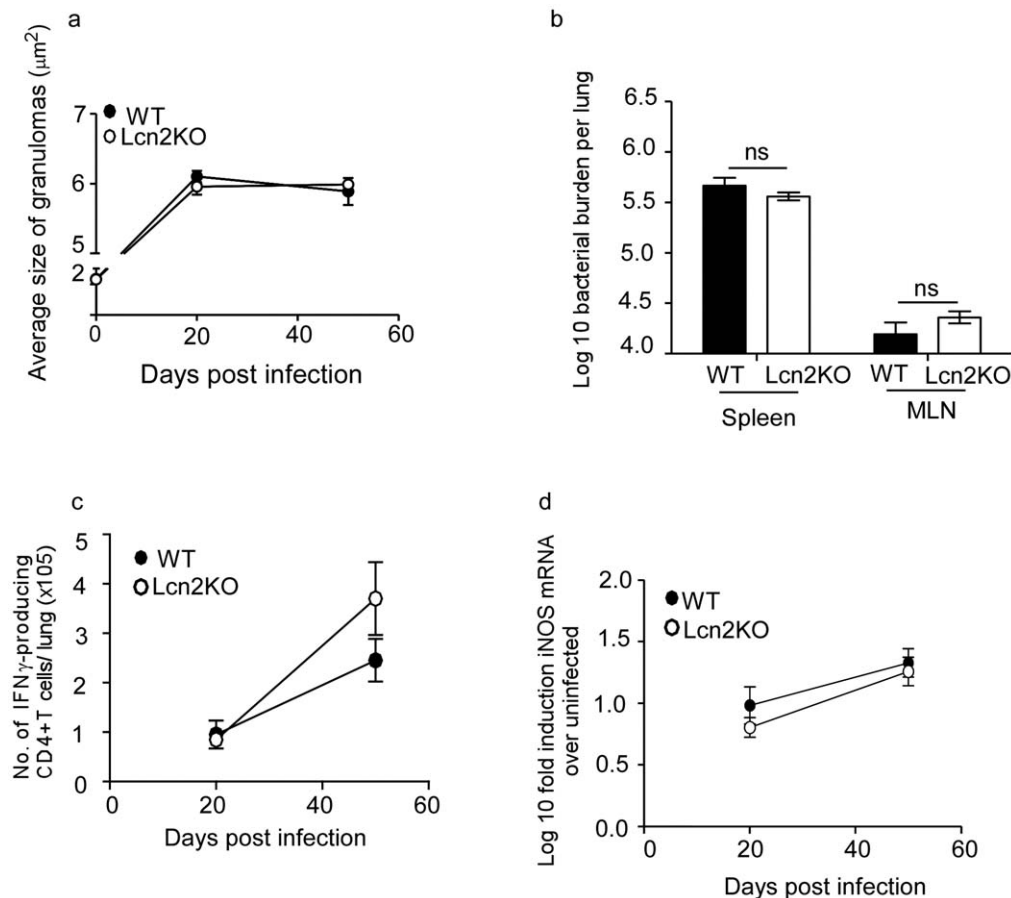 a
Average size of granulomas (μm²)
7
6
5
2
WT
Lcn2KO
0
20
40
60
Days post infection
b
Log 10 bacterial burden per lung
6.5
6.0
5.5
5.0
4.5
4.0
ns
ns
WT Lcn2KO WT Lcn2KO
Spleen MLN
c
No. of IFNγ-producing
CD4+T cells/ lung (x105)
5
4
3
2
1
0
WT
Lcn2KO
0 20 40 60
Days post infection
d
Log 10 fold induction iNOS mRNA
over uninfected
2.0
1.5
1.0
0.5
0.0
WT
Lcn2KO
0 20 40 60
Days post infection